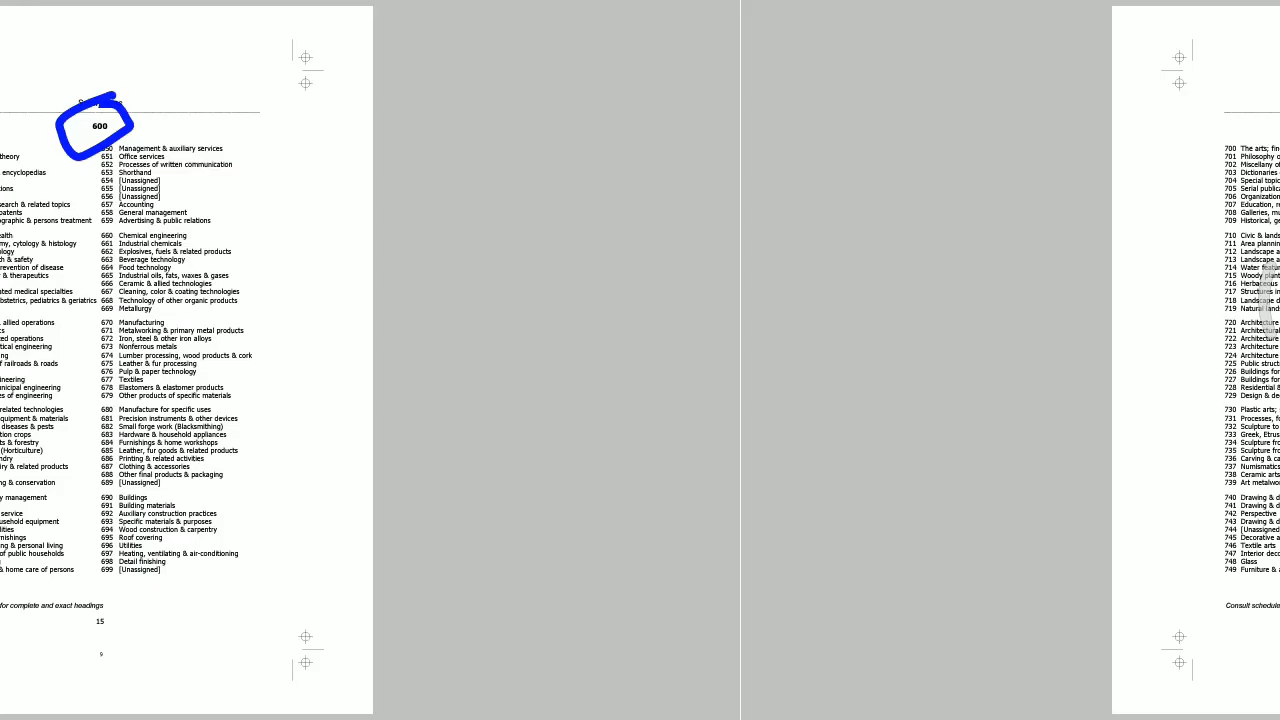 600
theory
encyclopedias
search & related topics
patents
ographic & persons treatment
my, cytology & histology
h & safety
revention of disease
& therapeutics
ated medical specialties
bstetrics, pediatrics & geriatrics
allied operations
ed operations
tical engineering
f railroads & roads
ineering
nicipal engineering
es of engineering
related technologies
quipment & materials
diseases & pests
tion crops
ts & forestry
(Horticulture)
iry & related products
g & conservation
y management
service
usehold equipment
lities
nishings
ng & personal living
of public households
& home care of persons
650 Management & auxiliary services
651 Office services
652 Processes of written communication
653 Shorthand
654 [Unassigned]
655 [Unassigned]
656 [Unassigned]
657 Accounting
658 General management
659 Advertising & public relations
660 Chemical engineering
661 Industrial chemicals
662 Explosives, fuels & related products
663 Beverage technology
664 Food technology
665 Industrial oils, fats, waxes & gases
666 Ceramic & allied technologies
667 Cleaning, color & coating technologies
668 Technology of other organic products
669 Metallurgy
670 Manufacturing
671 Metalworking & primary metal products
672 Iron, steel & other iron alloys
673 Nonferrous metals
674 Lumber processing, wood products & cork
675 Leather & fur processing
676 Pulp & paper technology
677 Textiles
678 Elastomers & elastomer products
679 Other products of specific materials
680 Manufacture for specific uses
681 Precision instruments & other devices
682 Small forge work (Blacksmithing)
683 Hardware & household appliances
684 Furnishings & home workshops
685 Leather, fur goods & related products
686 Printing & related activities
687 Clothing & accessories
688 Other final products & packaging
689 [Unassigned]
690 Buildings
691 Building materials
692 Auxiliary construction practices
693 Specific materials & purposes
694 Wood construction & carpentry
695 Roof covering
696 Utilities
697 Heating, ventilating & air-conditioning
698 Detail finishing
699 [Unassigned]
for complete and exact headings
15
9
700 The arts; fin
701 Philosophy o
702 Miscellany of
703 Dictionaries
704 Special topic
705 Serial publica
706 Organization
707 Education, re
708 Galleries, mu
709 Historical, ge
710 Civic & lands
711 Area plannin
712 Landscape a
713 Landscape a
714 Water featur
715 Woody plant
716 Herbaceous
717 Structures in
718 Landscape d
719 Natural lands
720 Architecture
721 Architectural
722 Architecture
723 Architecture
724 Architecture
725 Public struct
726 Buildings for
727 Buildings for
728 Residential &
729 Design & de
730 Plastic arts;
731 Processes, fo
732 Sculpture to
733 Greek, Etrus
734 Sculpture fro
735 Sculpture fro
736 Carving & ca
737 Numismatics
738 Ceramic arts
739 Art metalwo
740 Drawing & d
741 Drawing & d
742 Perspective
743 Drawing & d
744 [Unassigned
745 Decorative a
746 Textile arts
747 Interior deco
748 Glass
749 Furniture & a
Consult schedule